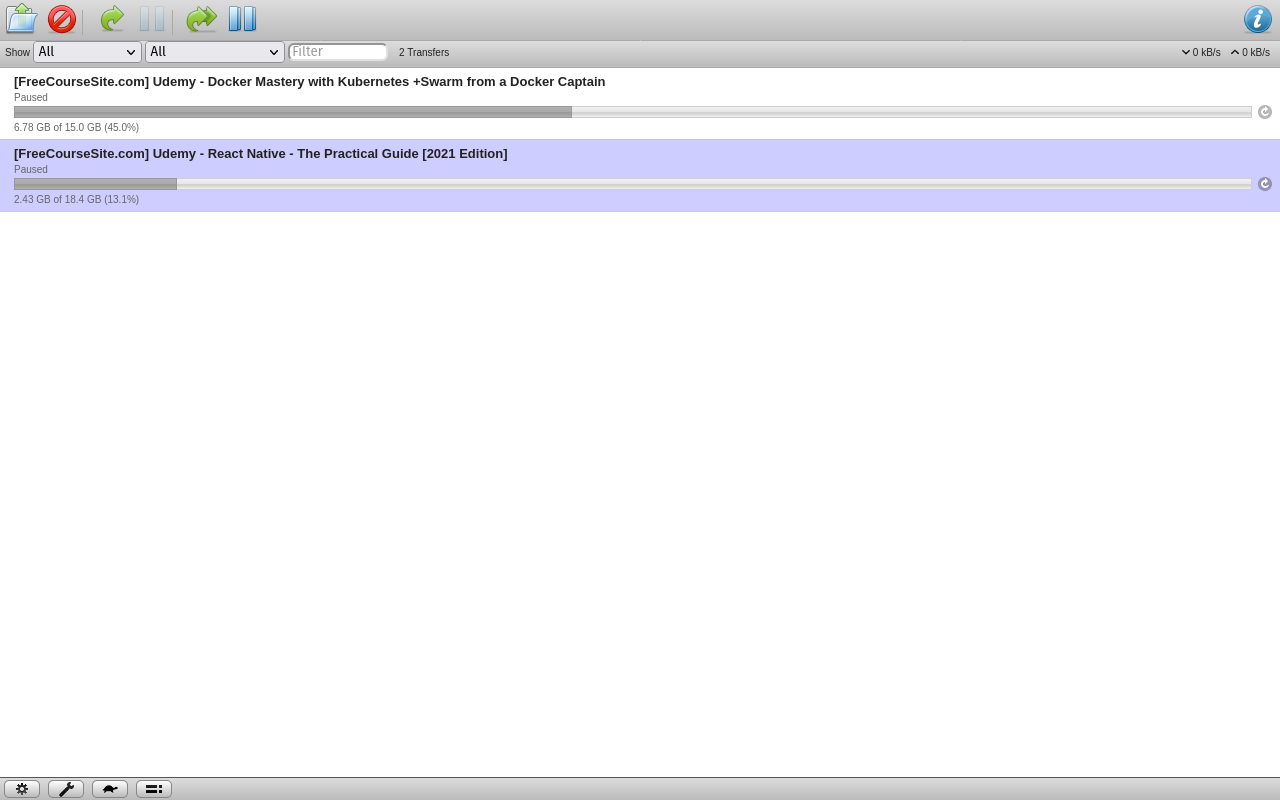 Show All All Filter 2 Transfers 0 kB/s 0 kB/s
[FreeCourseSite.com] Udemy - Docker Mastery with Kubernetes +Swarm from a Docker Captain
Paused
6.78 GB of 15.0 GB (45.0%)
[FreeCourseSite.com] Udemy - React Native - The Practical Guide [2021 Edition]
Paused
2.43 GB of 18.4 GB (13.1%)